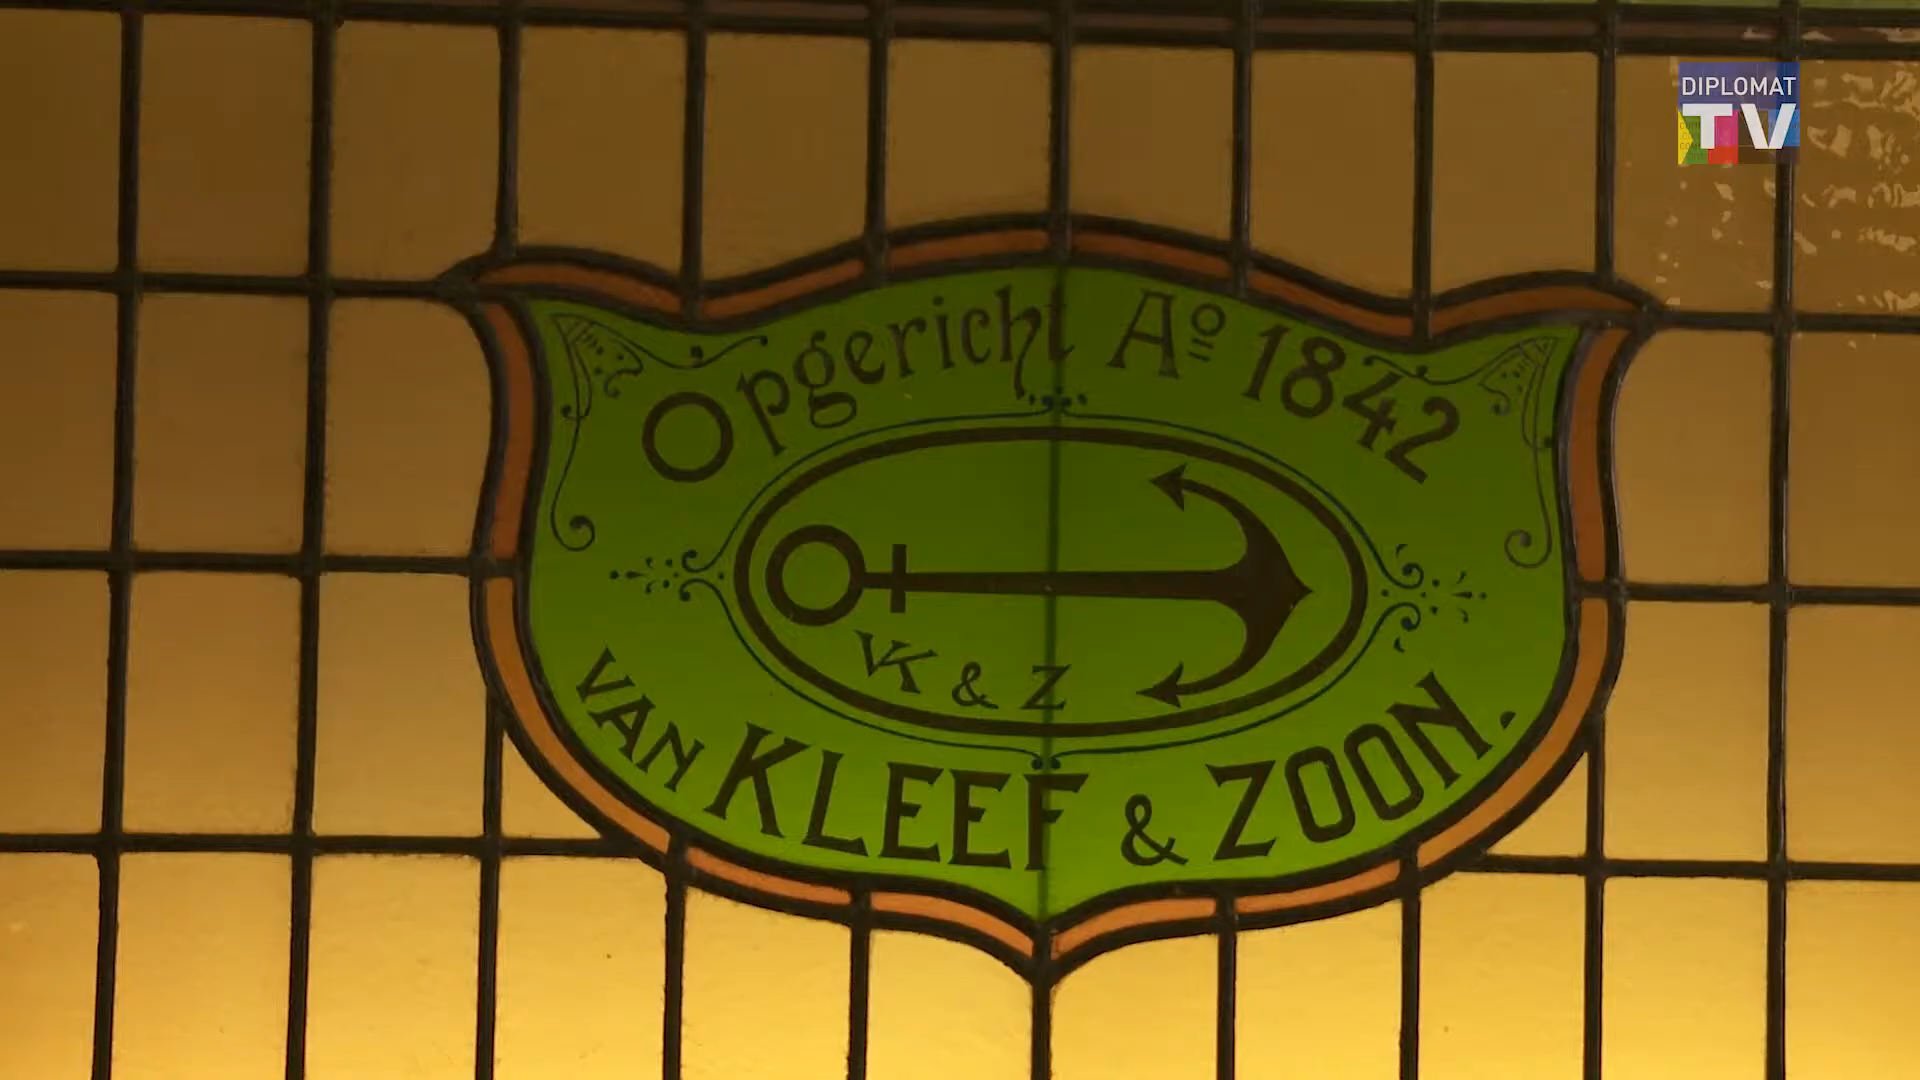 DIPLOMAT
TV
Opgericht Aº 1842
VK & Z
VAN KLEEF & ZOON.